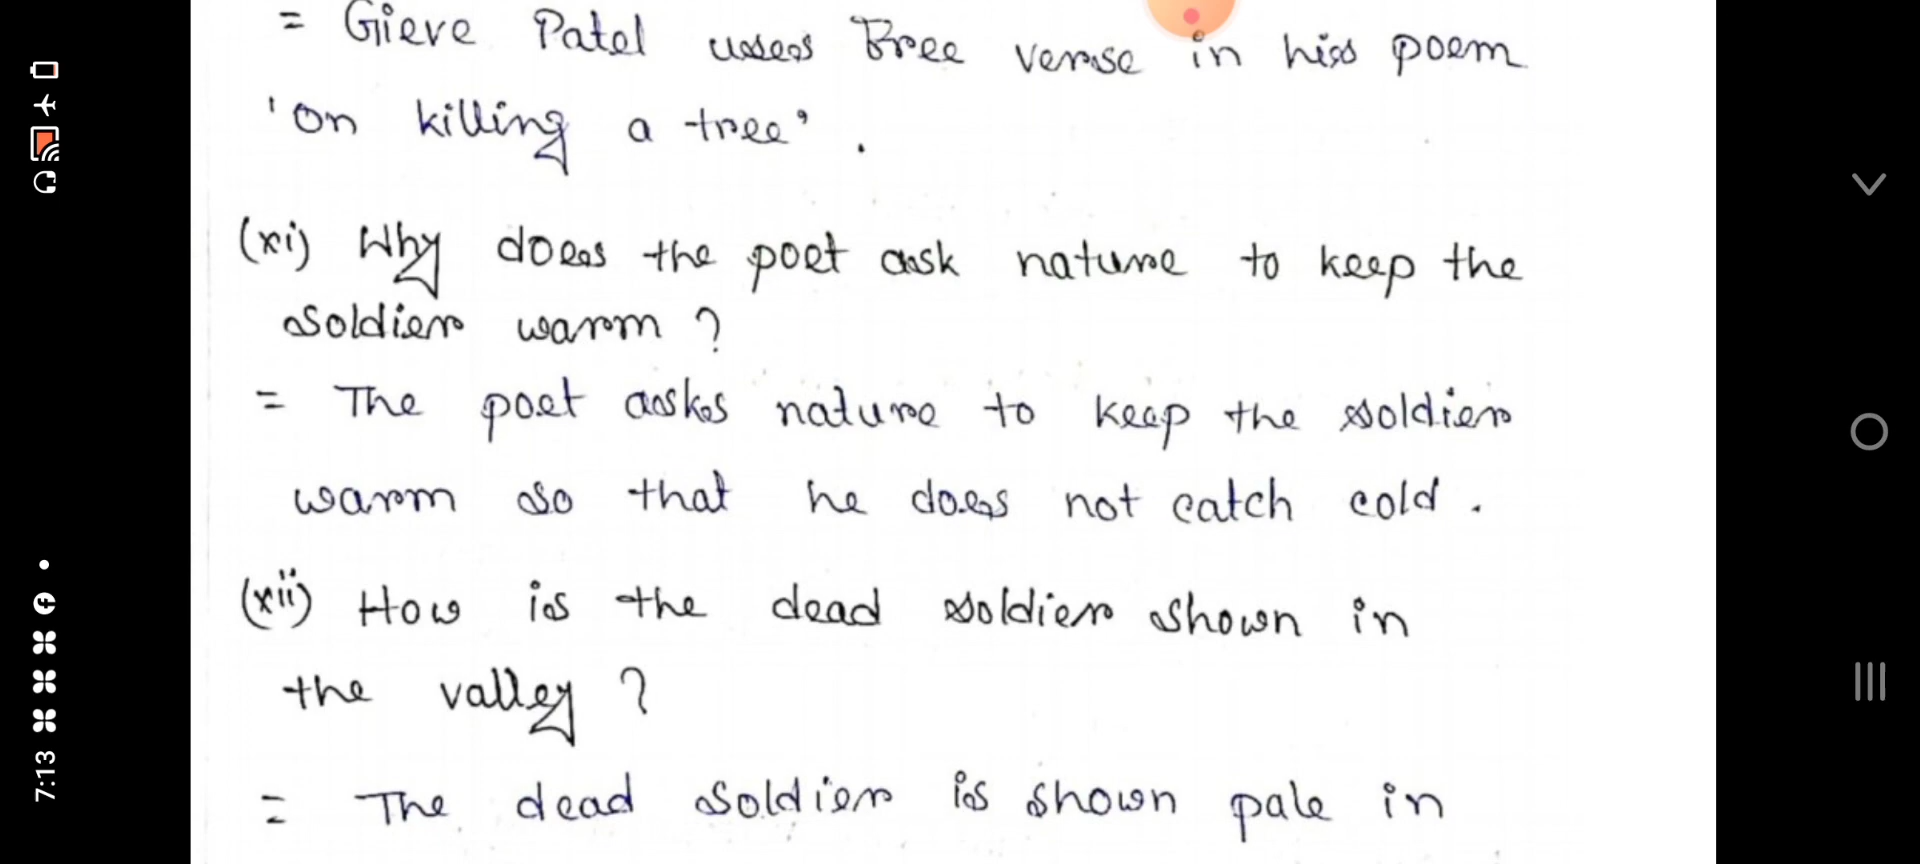 = Gieve Patel uses Free verse in his poem
'On killing a tree'.
(xi) Why does the poet ask nature to keep the
soldier warm ?
= The poet asks nature to keep the soldier
warm so that he does not catch cold .
(xii) How is the dead soldier shown in
the valley ?
= The dead soldier is shown pale in
7:13